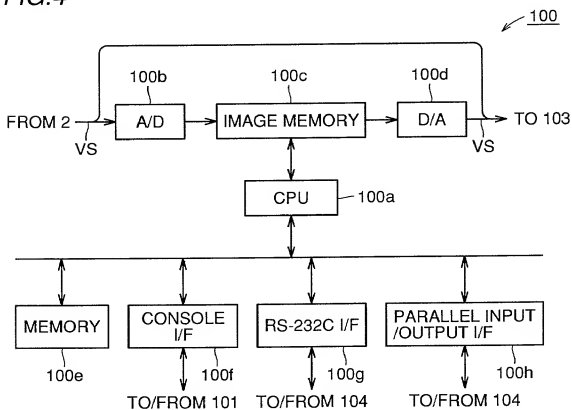 FIG.4
100
100b
100c
100d
FROM 2
A/D
IMAGE MEMORY
D/A
TO 103
VS
VS
CPU
100a
MEMORY
CONSOLE
I/F
RS-232C I/F
PARALLEL INPUT
/OUTPUT I/F
100e
100f
100g
100h
TO/FROM 101
TO/FROM 104
TO/FROM 104